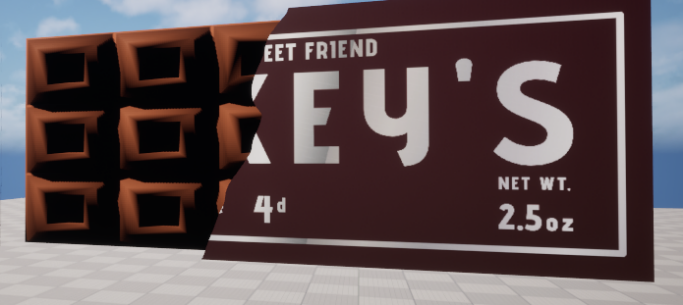 EET FRIEND
KEY'S
4d
NET WT.
2.5oz